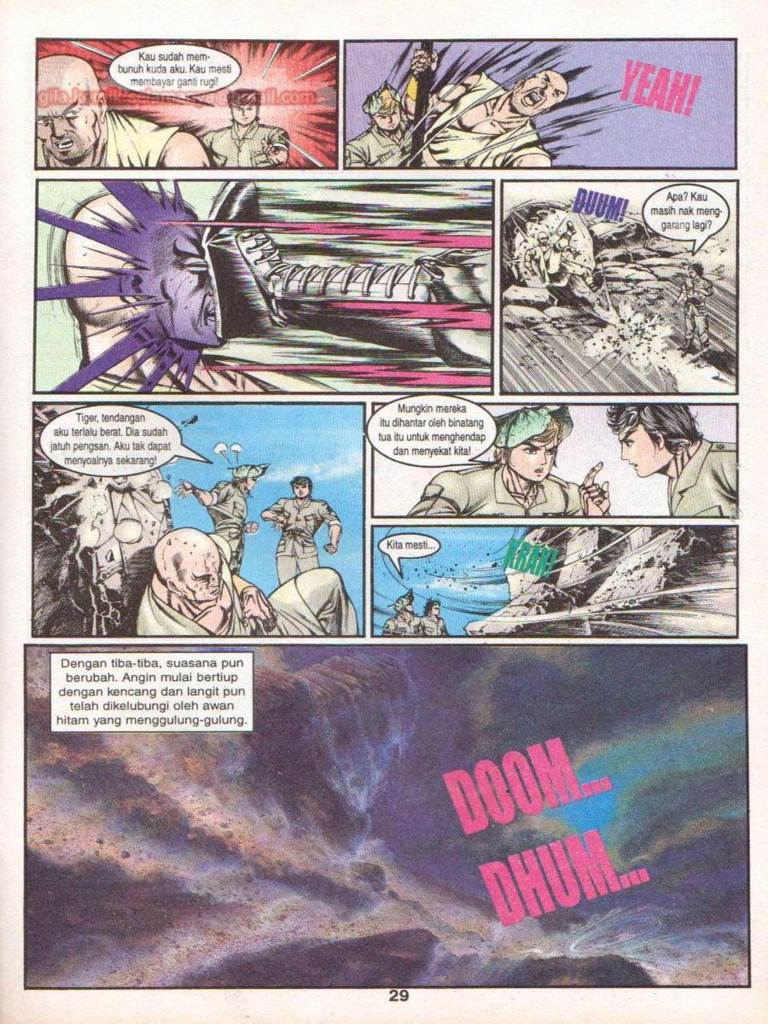 Kau sudah mem-
bunuh kuda aku. Kau mesti
membayar ganti rugi!
YEAH!
DUUM!
Apa? Kau
masih nak meng-
garang lagi?
Tiger, tendangan
aku terlalu berat. Dia sudah
jatuh pengsan. Aku tak dapat
menyoalnya sekarang!
Mungkin mereka
itu dihantar oleh binatang
tua itu untuk menghendap
dan menyekat kita!
Kita mesti...
KRAK!
Dengan tiba-tiba, suasana pun
berubah. Angin mulai bertiup
dengan kencang dan langit pun
telah dikelubungi oleh awan
hitam yang menggulung-gulung.
DOOM...
DHUM...
29